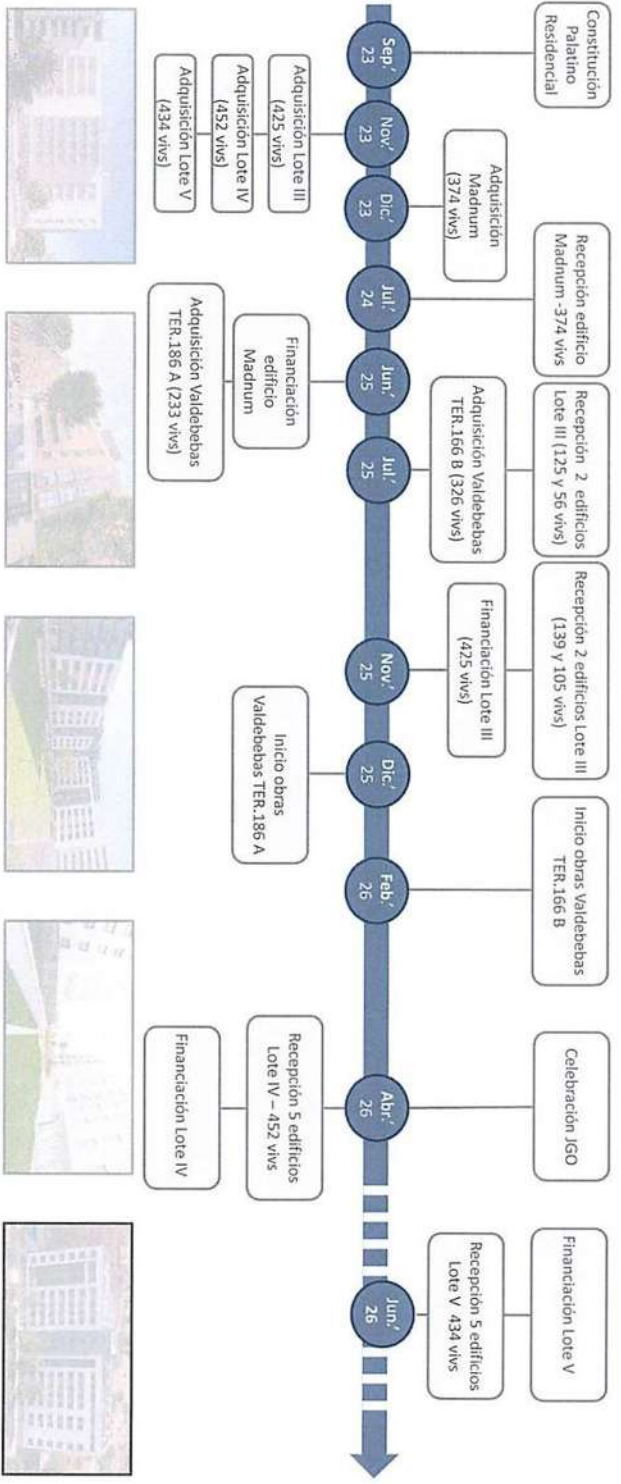 Constitución
Palatino
Residencial
Sep.'
23
Nov.'
23
Adquisición Lote III
(425 vivs)
Adquisición Lote IV
(452 vivs)
Adquisición Lote V
(434 vivs)
Dic.'
23
Adquisición
Madnum
(374 vivs)
Recepción edificio
Madnum -374 vivs
Jul.'
24
Jun.'
25
Financiación
edificio
Madnum
Adquisición Valdebebas
TER.186 A (233 vivs)
Recepción 2 edificios
Lote III (125 y 56 vivs)
Adquisición Valdebebas
TER.166 B (326 vivs)
Jul.'
25
Recepción 2 edificios Lote III
(139 y 105 vivs)
Financiación Lote III
(425 vivs)
Nov.'
25
Dic.'
25
Inicio obras
Valdebebas TER.186 A
Inicio obras Valdebebas
TER.166 B
Feb.'
26
Celebración JGO
Abr.'
26
Recepción 5 edificios
Lote IV – 452 vivs
Financiación Lote IV
Financiación Lote V
Recepción 5 edificios
Lote V 434 vivs
Jun.'
26